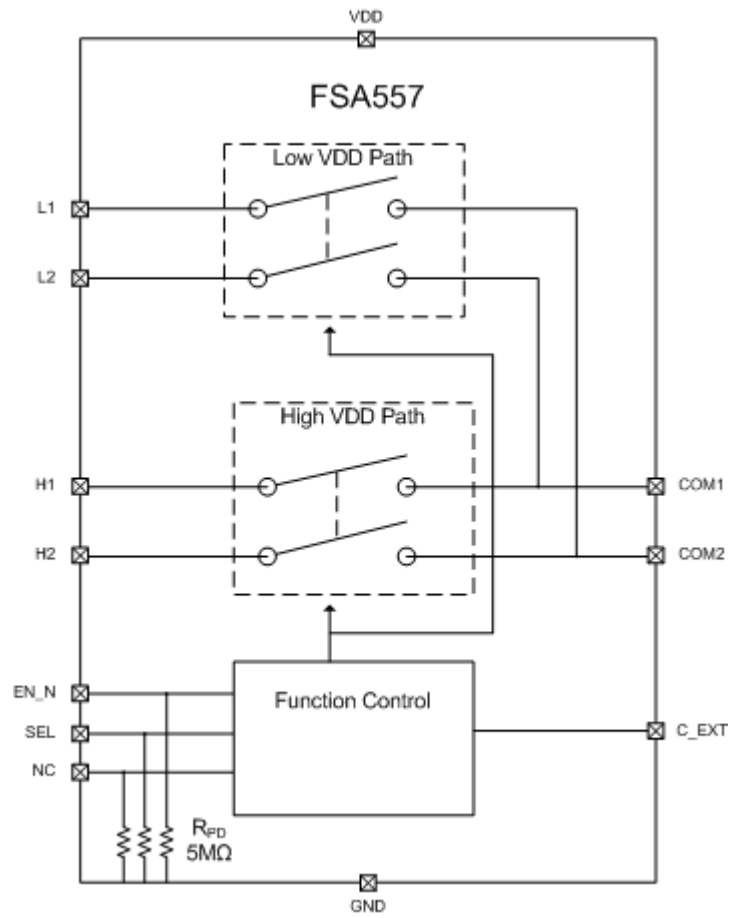 VDD
FSA557
Low VDD Path
L1
L2
High VDD Path
H1
COM1
H2
COM2
EN_N
Function Control
SEL
C_EXT
NC
RPD
5MΩ
GND